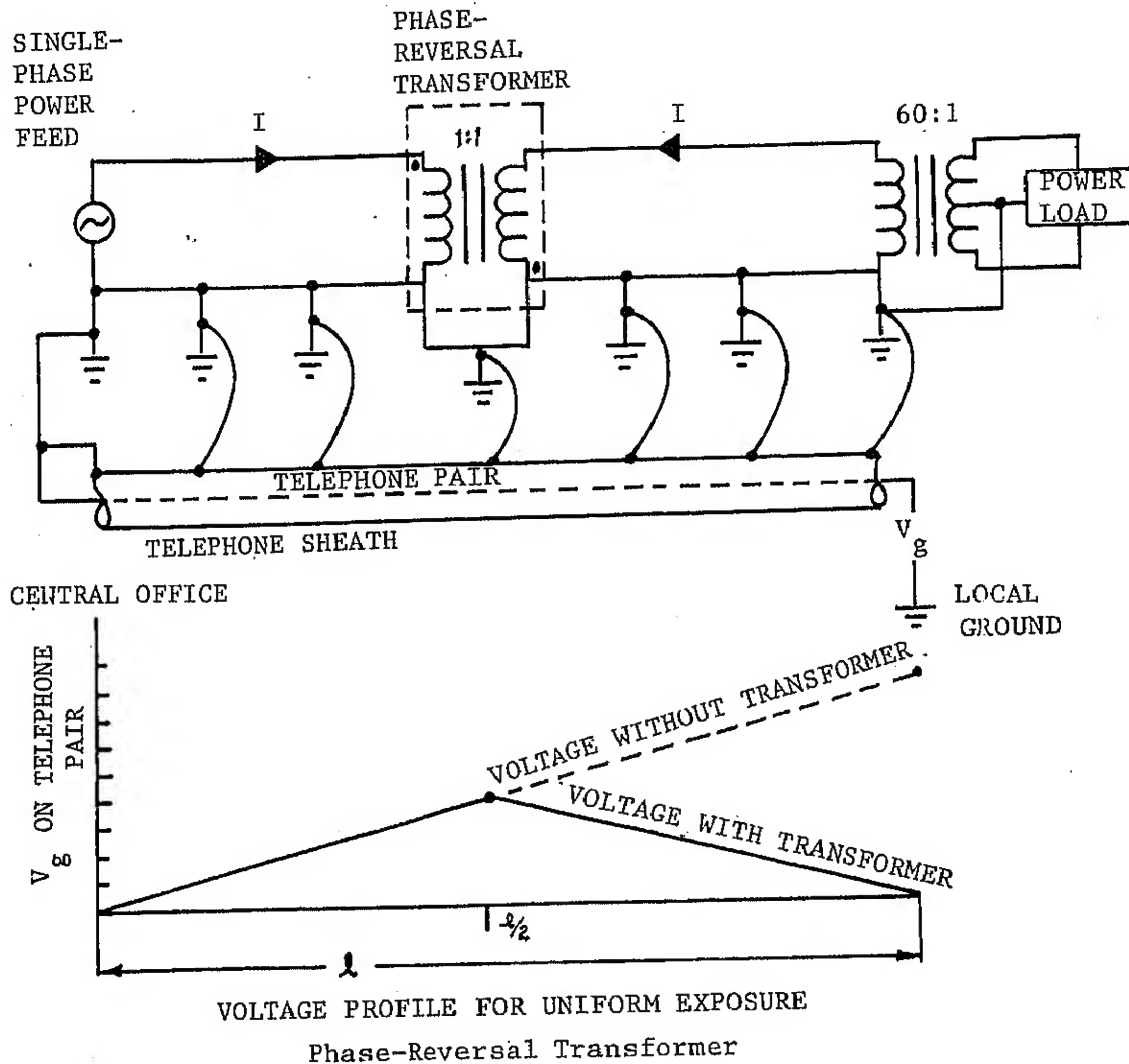 SINGLE-
PHASE
POWER
FEED
PHASE-
REVERSAL
TRANSFORMER
I
1:1
I
60:1
POWER
LOAD
TELEPHONE PAIR
TELEPHONE SHEATH
V
g
CENTRAL OFFICE
LOCAL
GROUND
V g ON TELEPHONE
PAIR
VOLTAGE WITHOUT TRANSFORMER
VOLTAGE WITH TRANSFORMER
ℓ/2
ℓ
VOLTAGE PROFILE FOR UNIFORM EXPOSURE
Phase-Reversal Transformer